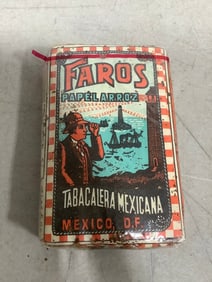 FAROS
PAPEL ARROZ
TABACALERA MEXICANA
MEXICO, D.F.